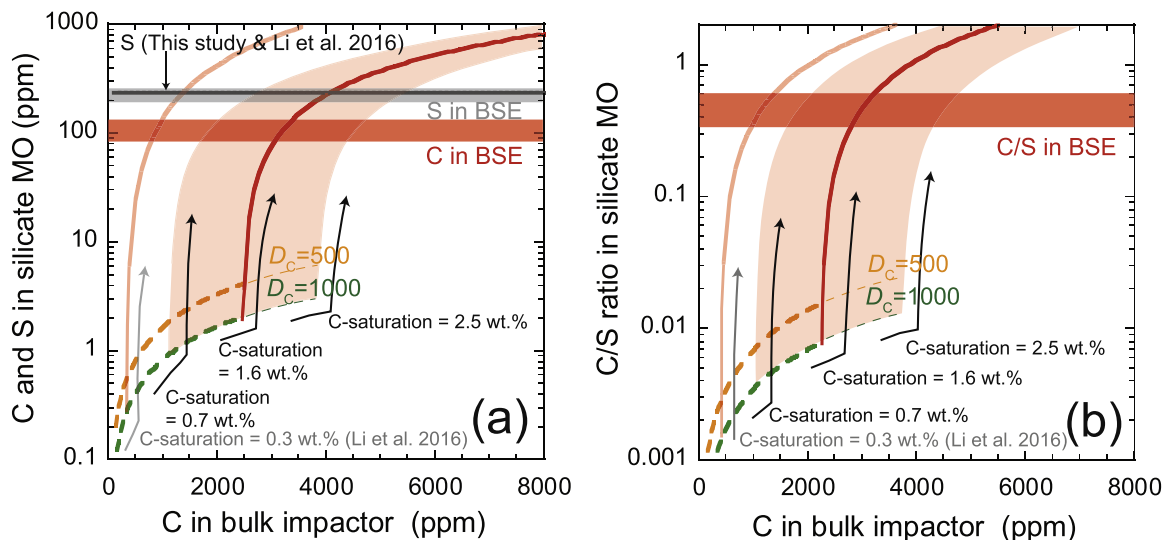 1000
100
10
1
0.1
C and S in silicate MO (ppm)
S (This study & Li et al. 2016)
S in BSE
C in BSE
D_C=500
D_C=1000
C-saturation = 2.5 wt.%
C-saturation
= 1.6 wt.%
C-saturation
= 0.7 wt.%
C-saturation = 0.3 wt.% (Li et al. 2016)
(a)
0 2000 4000 6000 8000
C in bulk impactor (ppm)
1
0.1
0.01
0.001
C/S ratio in silicate MO
C/S in BSE
D_C=500
D_C=1000
C-saturation = 2.5 wt.%
C-saturation = 1.6 wt.%
C-saturation = 0.7 wt.%
C-saturation = 0.3 wt.% (Li et al. 2016)
(b)
0 2000 4000 6000 8000
C in bulk impactor (ppm)